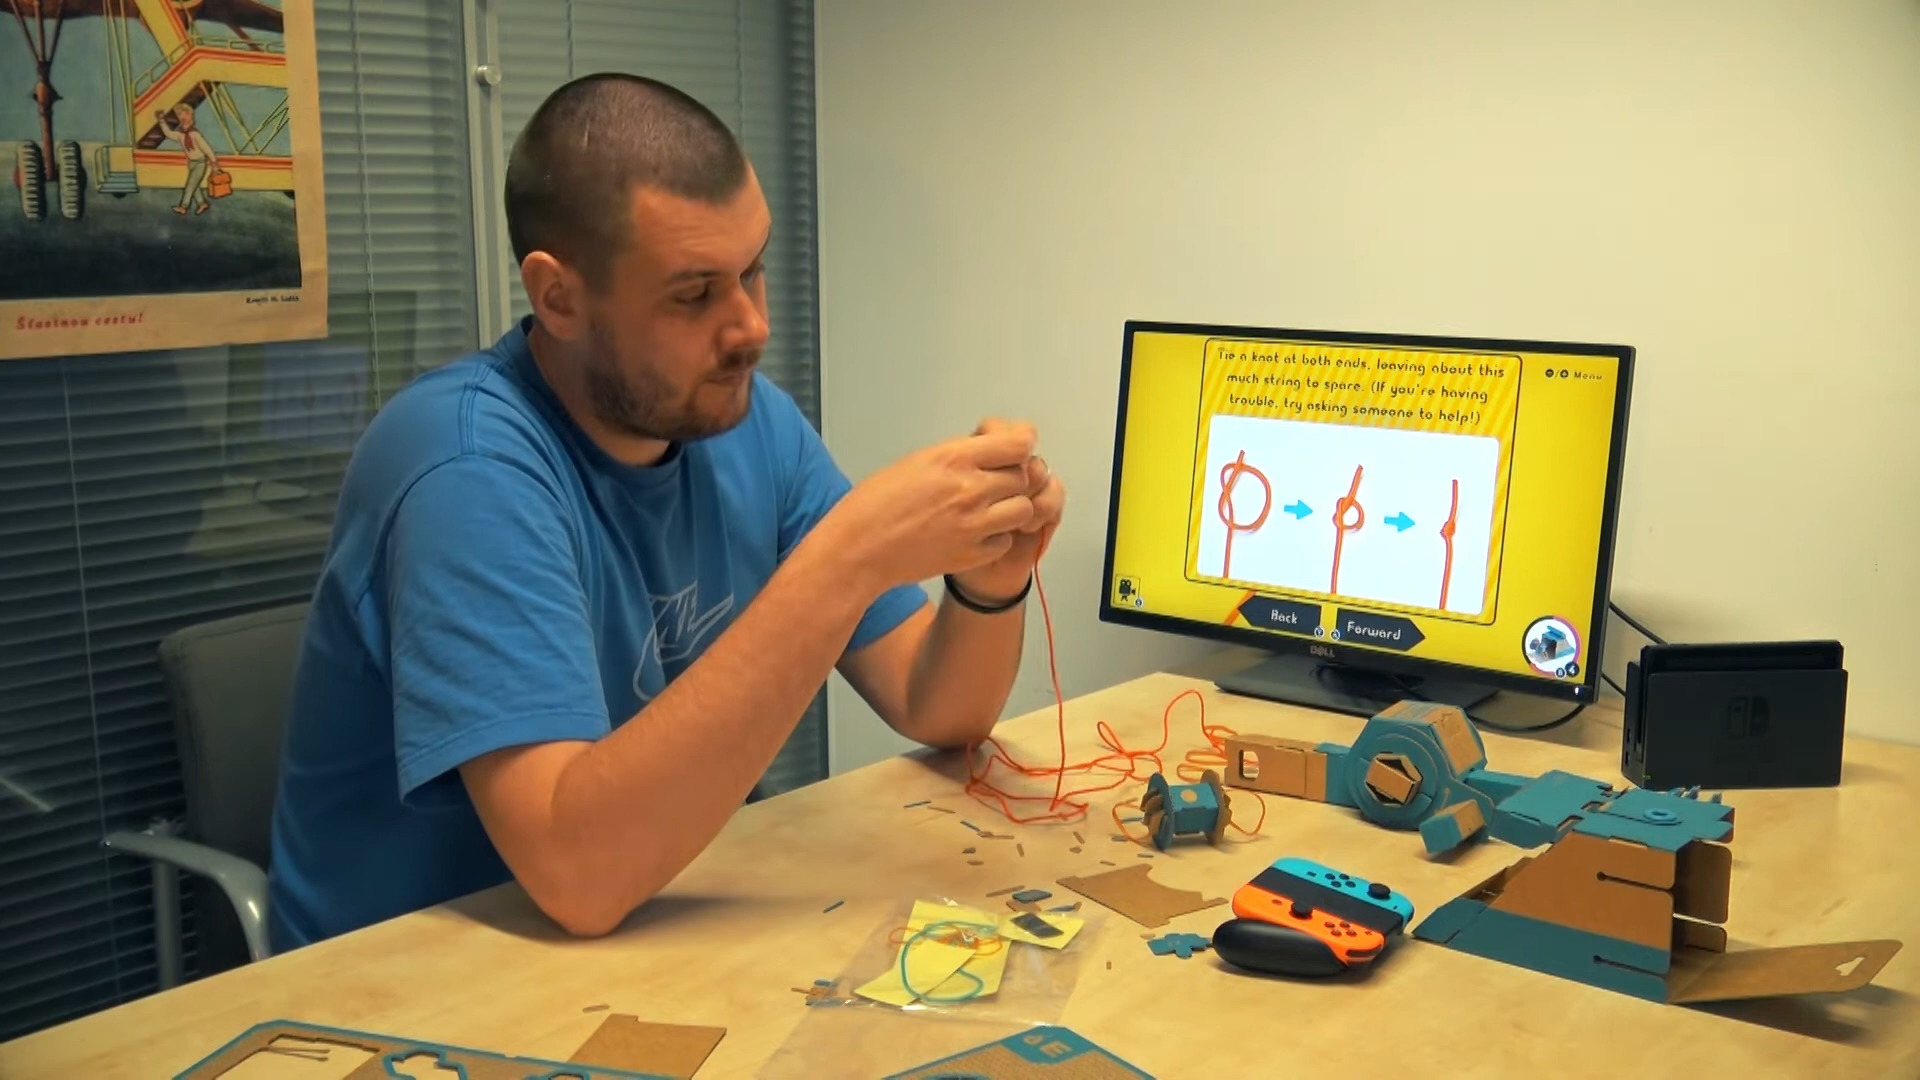 Šťastnou cestu!
Tie a knot at both ends, leaving about this
much string to spare. (If you're having
trouble, try asking someone to help!)
Menu
Back
Forward
DELL